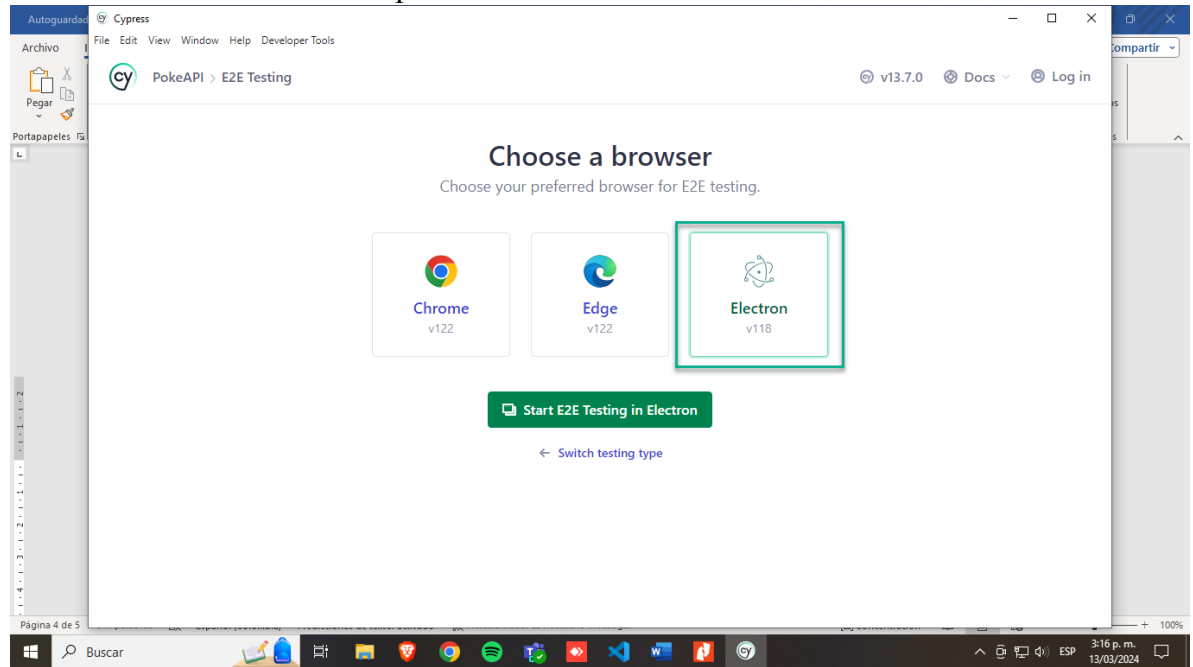 Autoguardad
Cypress
File Edit View Window Help Developer Tools
Archivo
Compartir
cy PokeAPI > E2E Testing
v13.7.0 Docs Log in
Pegar
Portapapeles
Choose a browser
Choose your preferred browser for E2E testing.
Chrome
v122
Edge
v122
Electron
v118
Start E2E Testing in Electron
← Switch testing type
Página 4 de 5
100%
Buscar
ESP
3:16 p. m.
13/03/2024